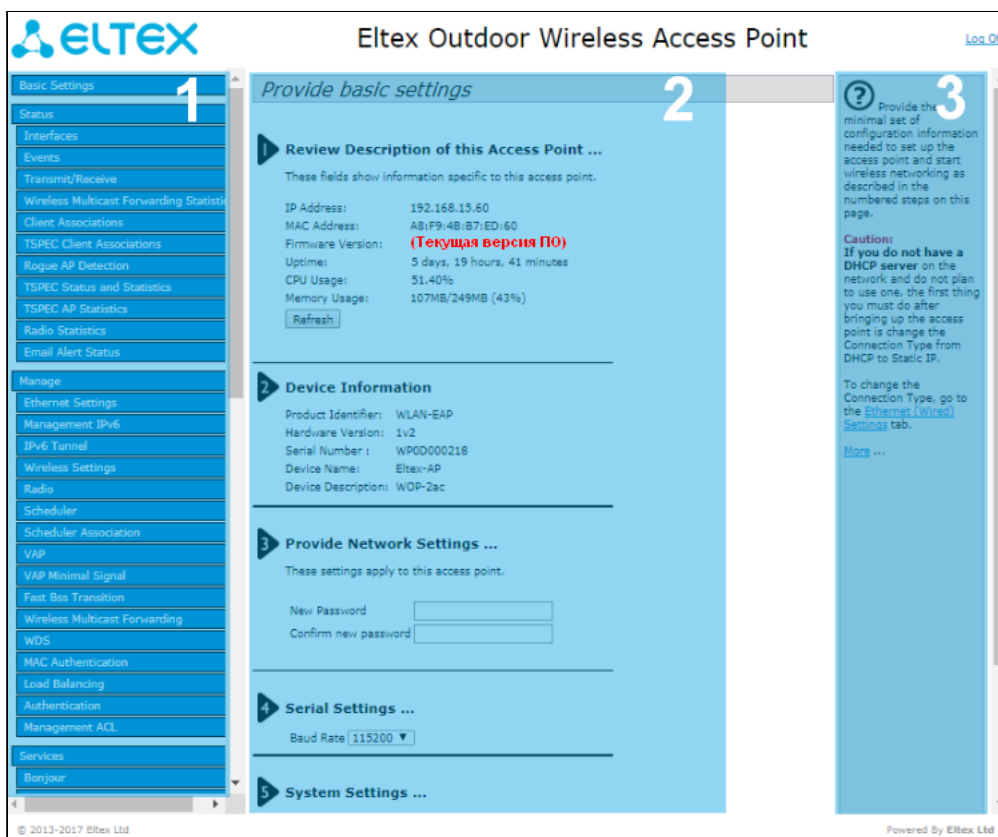 ELTEX
Eltex Outdoor Wireless Access Point
Log Of
1
Basic Settings
Status
Interfaces
Events
Transmit/Receive
Wireless Multicast Forwarding Statisti
Client Associations
TSPEC Client Associations
Rogue AP Detection
TSPEC Status and Statistics
TSPEC AP Statistics
Radio Statistics
Email Alert Status
Manage
Ethernet Settings
Management IPv6
IPv6 Tunnel
Wireless Settings
Radio
Scheduler
Scheduler Association
VAP
VAP Minimal Signal
Fast Bss Transition
Wireless Multicast Forwarding
WDS
MAC Authentication
Load Balancing
Authentication
Management ACL
Services
Bonjour
2
Provide basic settings
1 Review Description of this Access Point ...
These fields show information specific to this access point.
IP Address: 192.168.15.60
MAC Address: A8:F9:4B:B7:ED:60
Firmware Version: (Текущая версия ПО)
Uptime: 5 days, 19 hours, 41 minutes
CPU Usage: 51.40%
Memory Usage: 107MB/249MB (43%)
Refresh
2 Device Information
Product Identifier: WLAN-EAP
Hardware Version: 1v2
Serial Number : WP0D000218
Device Name: Eltex-AP
Device Description: WOP-2ac
3 Provide Network Settings ...
These settings apply to this access point.
New Password
Confirm new password
4 Serial Settings ...
Baud Rate 115200
5 System Settings ...
3
? Provide the
minimal set of
configuration information
needed to set up the
access point and start
wireless networking as
described in the
numbered steps on this
page.
Caution:
If you do not have a
DHCP server on the
network and do not plan
to use one, the first thing
you must do after
bringing up the access
point is change the
Connection Type from
DHCP to Static IP.
To change the
Connection Type, go to
the Ethernet (Wired)
Settings tab.
More ...
© 2013-2017 Eltex Ltd
Powered By Eltex Ltd